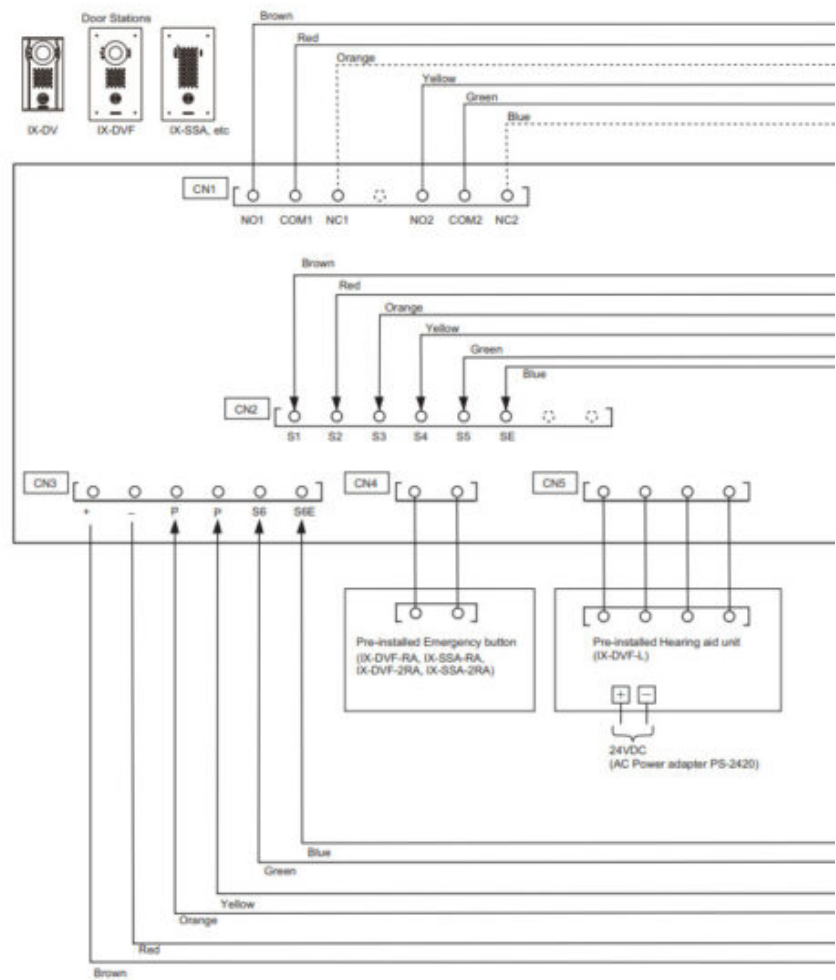 Door Stations
IX-DV
IX-DVF
IX-SSA, etc
Brown
Red
Orange
Yellow
Green
Blue
CN1
NO1 COM1 NC1 NO2 COM2 NC2
Brown
Red
Orange
Yellow
Green
Blue
CN2
S1 S2 S3 S4 S5 SE
CN3
+ – P P S6 S6E
CN4
CN5
Pre-installed Emergency button
(IX-DVF-RA, IX-SSA-RA,
IX-DVF-2RA, IX-SSA-2RA)
Pre-installed Hearing aid unit
(IX-DVF-L)
+ –
24VDC
(AC Power adapter PS-2420)
Blue
Green
Yellow
Orange
Red
Brown